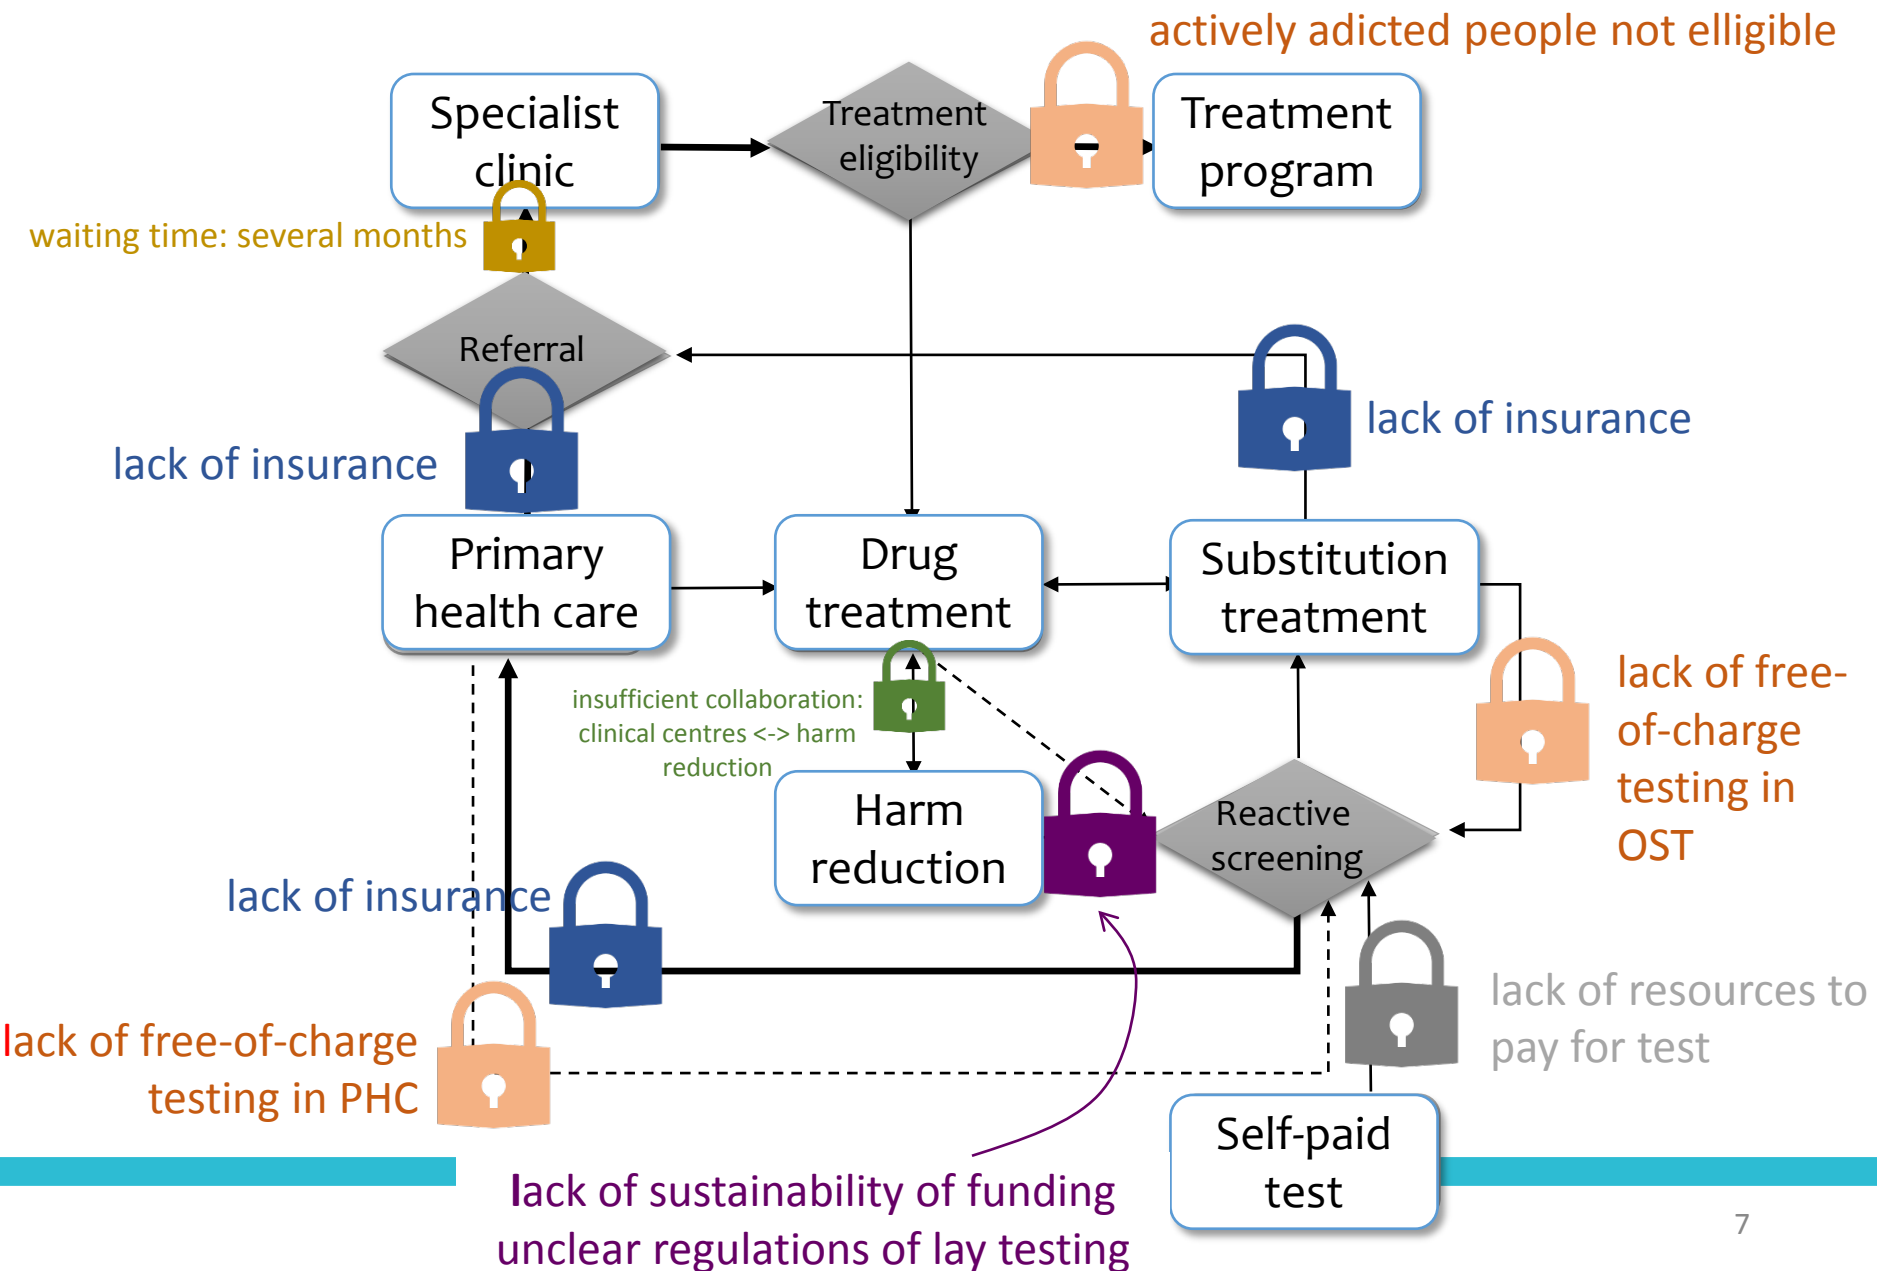 actively adicted people not elligible
Specialist
clinic
Treatment
eligibility
Treatment
program
waiting time: several months
Referral
lack of insurance
lack of insurance
Primary
health care
Drug
treatment
Substitution
treatment
insufficient collaboration:
clinical centres <-> harm
reduction
lack of free-
of-charge
testing in
OST
Harm
reduction
Reactive
screening
lack of insurance
lack of resources to
pay for test
lack of free-of-charge
testing in PHC
Self-paid
test
lack of sustainability of funding
unclear regulations of lay testing
7